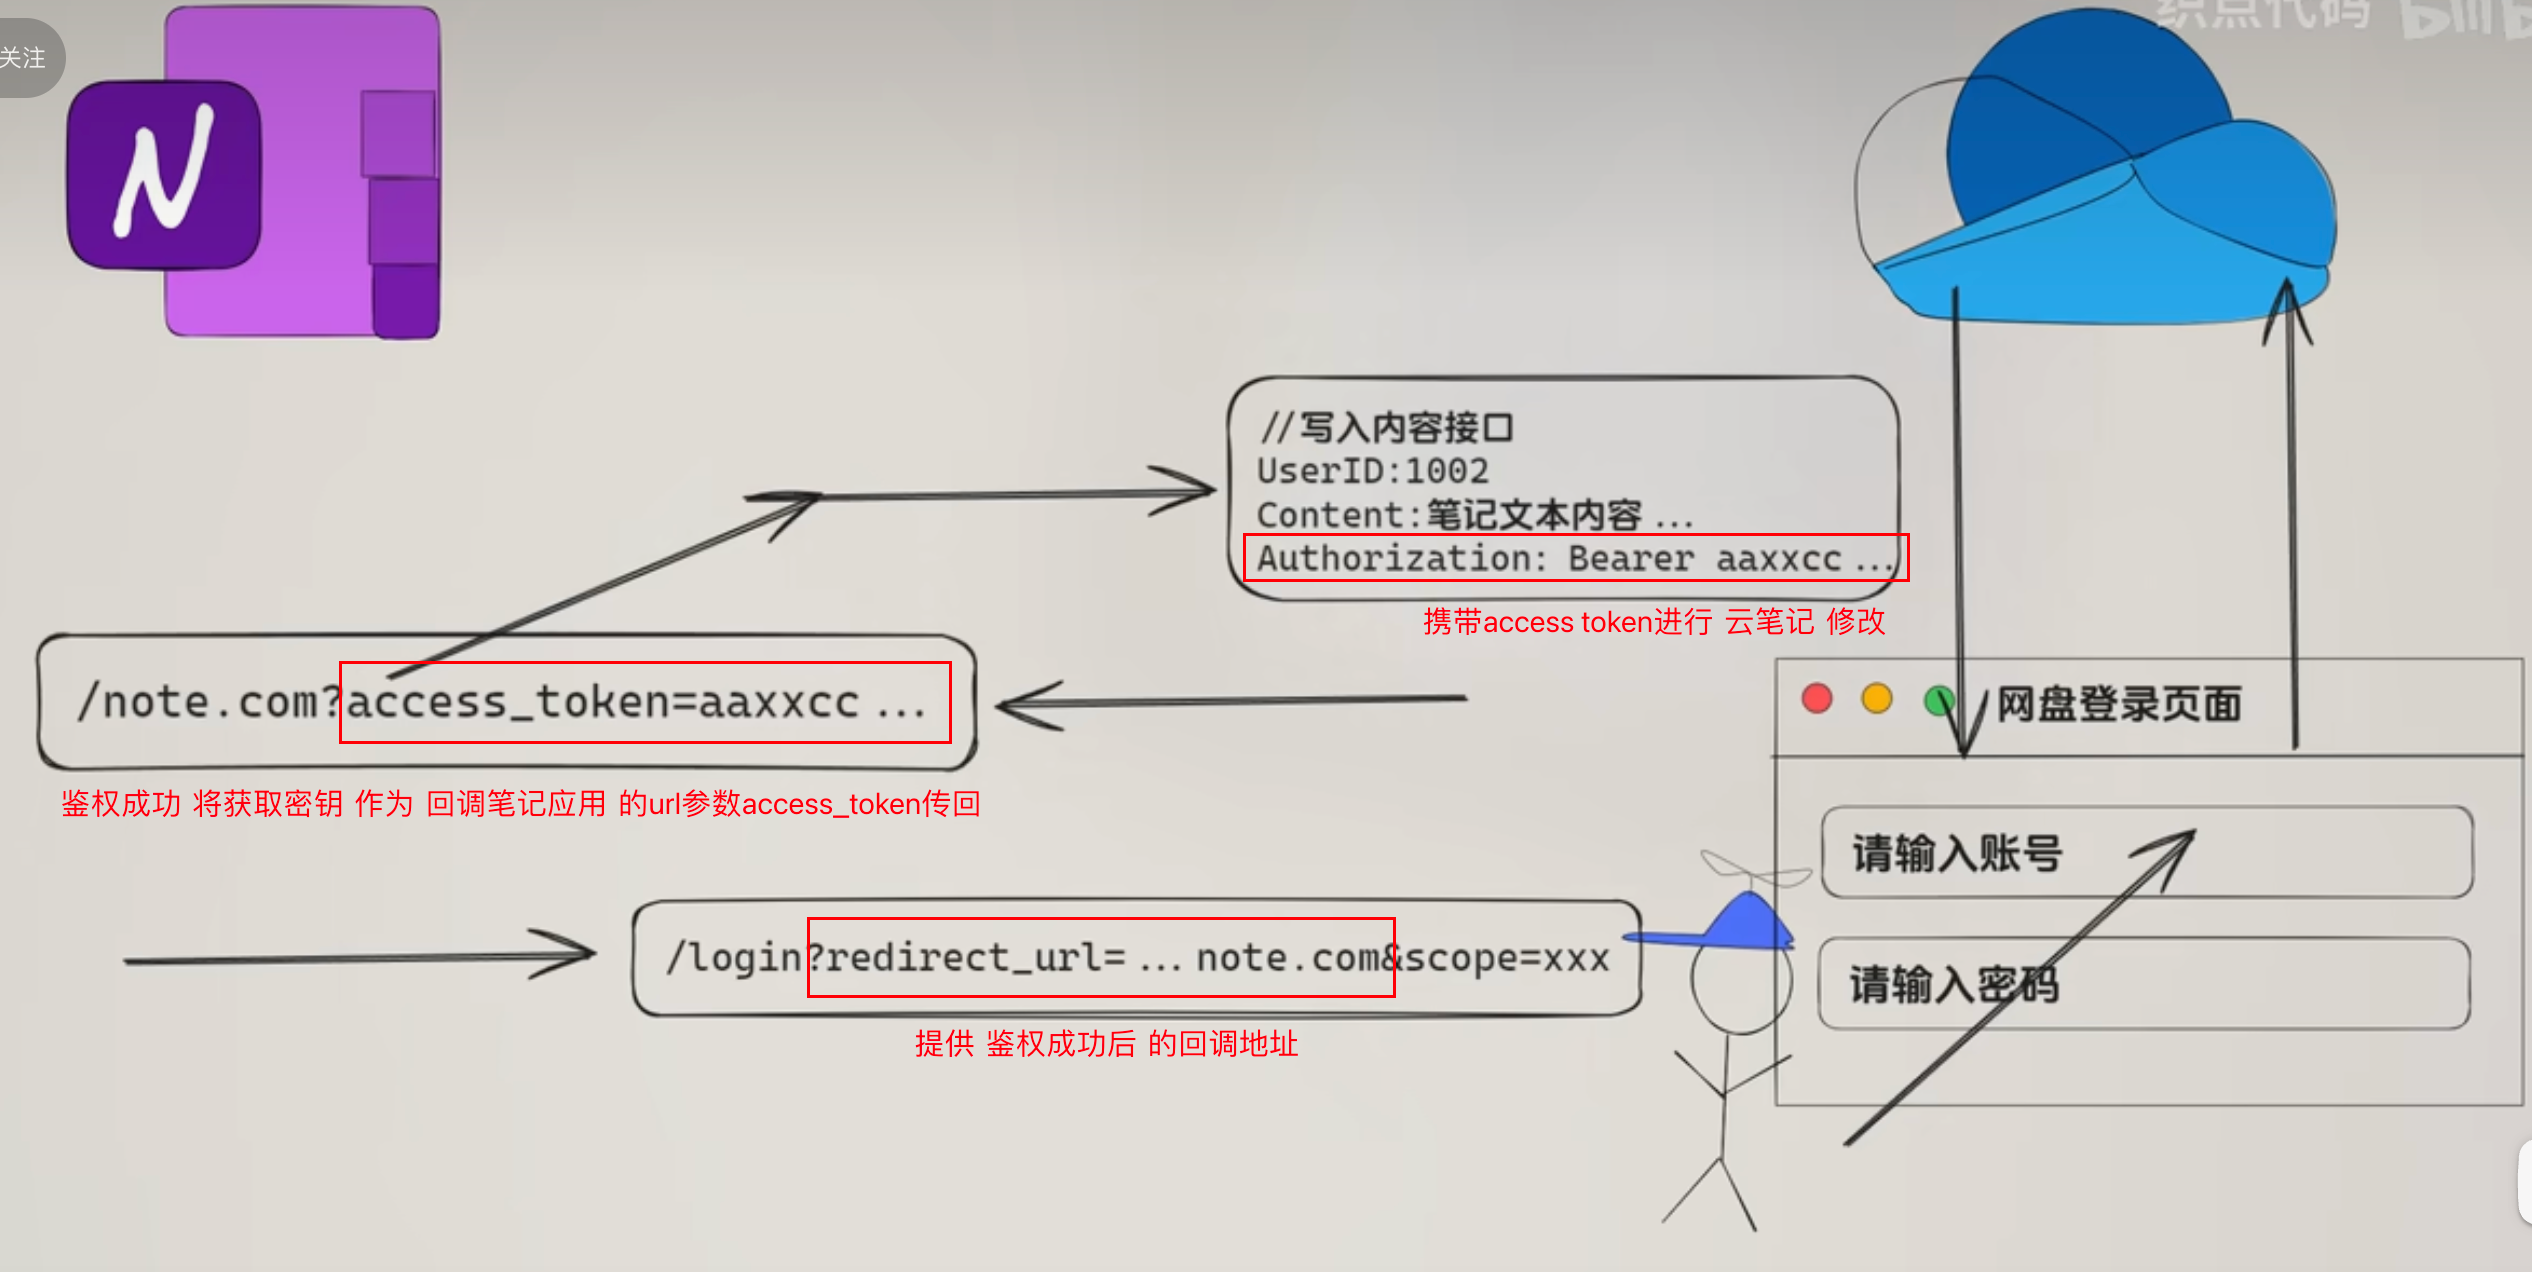 关注
织点代码
//写入内容接口
UserID:1002
Content:笔记文本内容...
Authorization: Bearer aaxxcc...
携带access token进行 云笔记 修改
/note.com?access_token=aaxxcc...
鉴权成功 将获取密钥 作为 回调笔记应用 的url参数access_token传回
网盘登录页面
请输入账号
请输入密码
/login?redirect_url=... note.com&scope=xxx
提供 鉴权成功后 的回调地址